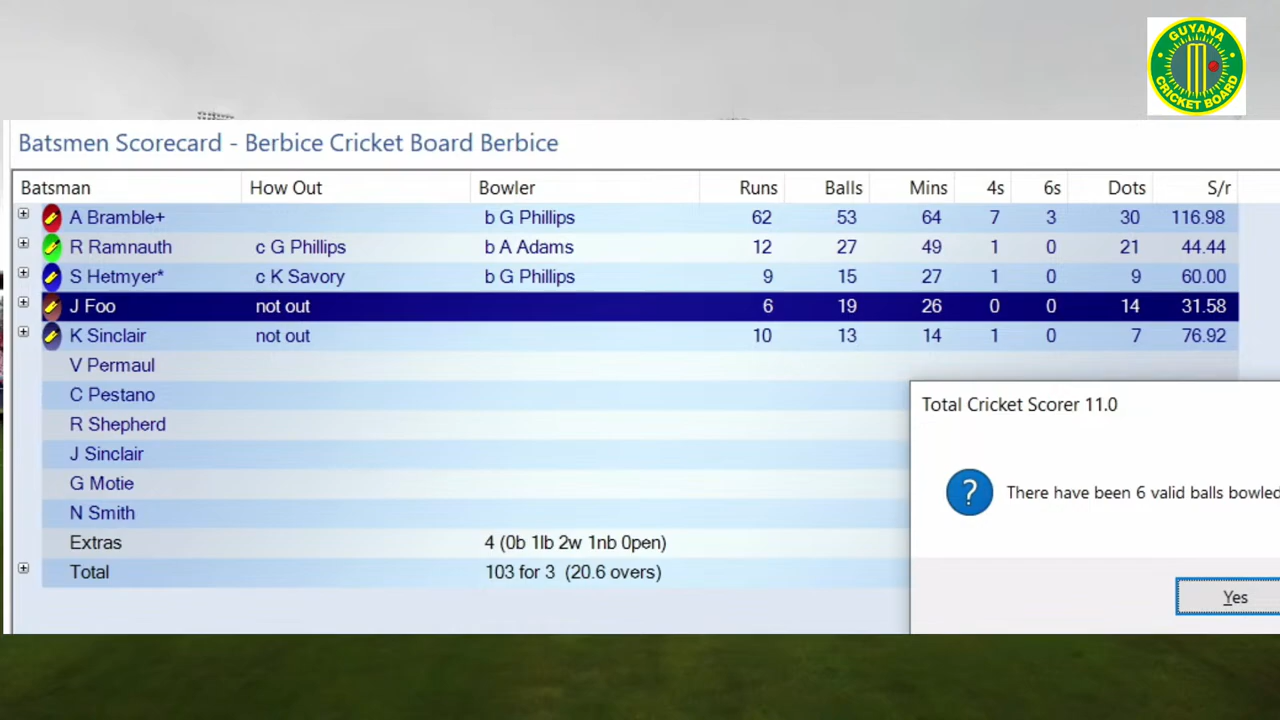 GUYANA
CRICKET BOARD
Batsmen Scorecard - Berbice Cricket Board Berbice
Batsman How Out Bowler Runs Balls Mins 4s 6s Dots S/r
A Bramble+ b G Phillips 62 53 64 7 3 30 116.98
R Ramnauth c G Phillips b A Adams 12 27 49 1 0 21 44.44
S Hetmyer* c K Savory b G Phillips 9 15 27 1 0 9 60.00
J Foo not out 6 19 26 0 0 14 31.58
K Sinclair not out 10 13 14 1 0 7 76.92
V Permaul
C Pestano
R Shepherd
J Sinclair
G Motie
N Smith
Extras 4 (0b 1lb 2w 1nb 0pen)
Total 103 for 3 (20.6 overs)
Total Cricket Scorer 11.0
? There have been 6 valid balls bowled
Yes